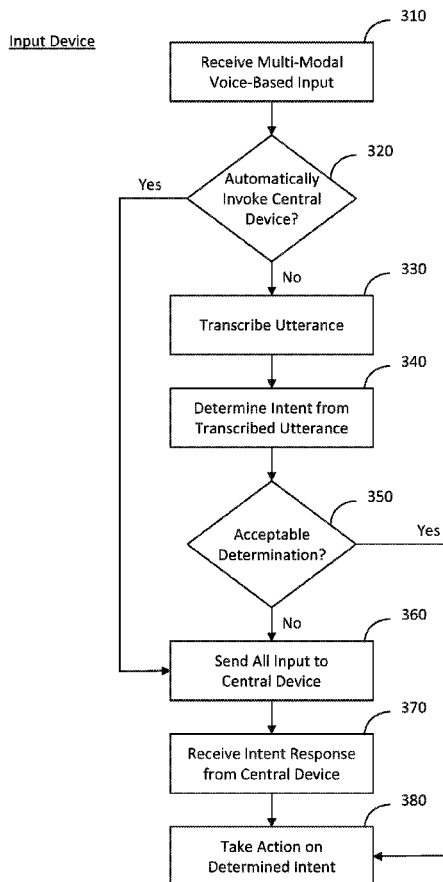 310
Input Device
Receive Multi-Modal
Voice-Based Input
320
Yes
Automatically
Invoke Central
Device?
No
330
Transcribe Utterance
340
Determine Intent from
Transcribed Utterance
350
Acceptable
Determination?
Yes
No
360
Send All Input to
Central Device
370
Receive Intent Response
from Central Device
380
Take Action on
Determined Intent